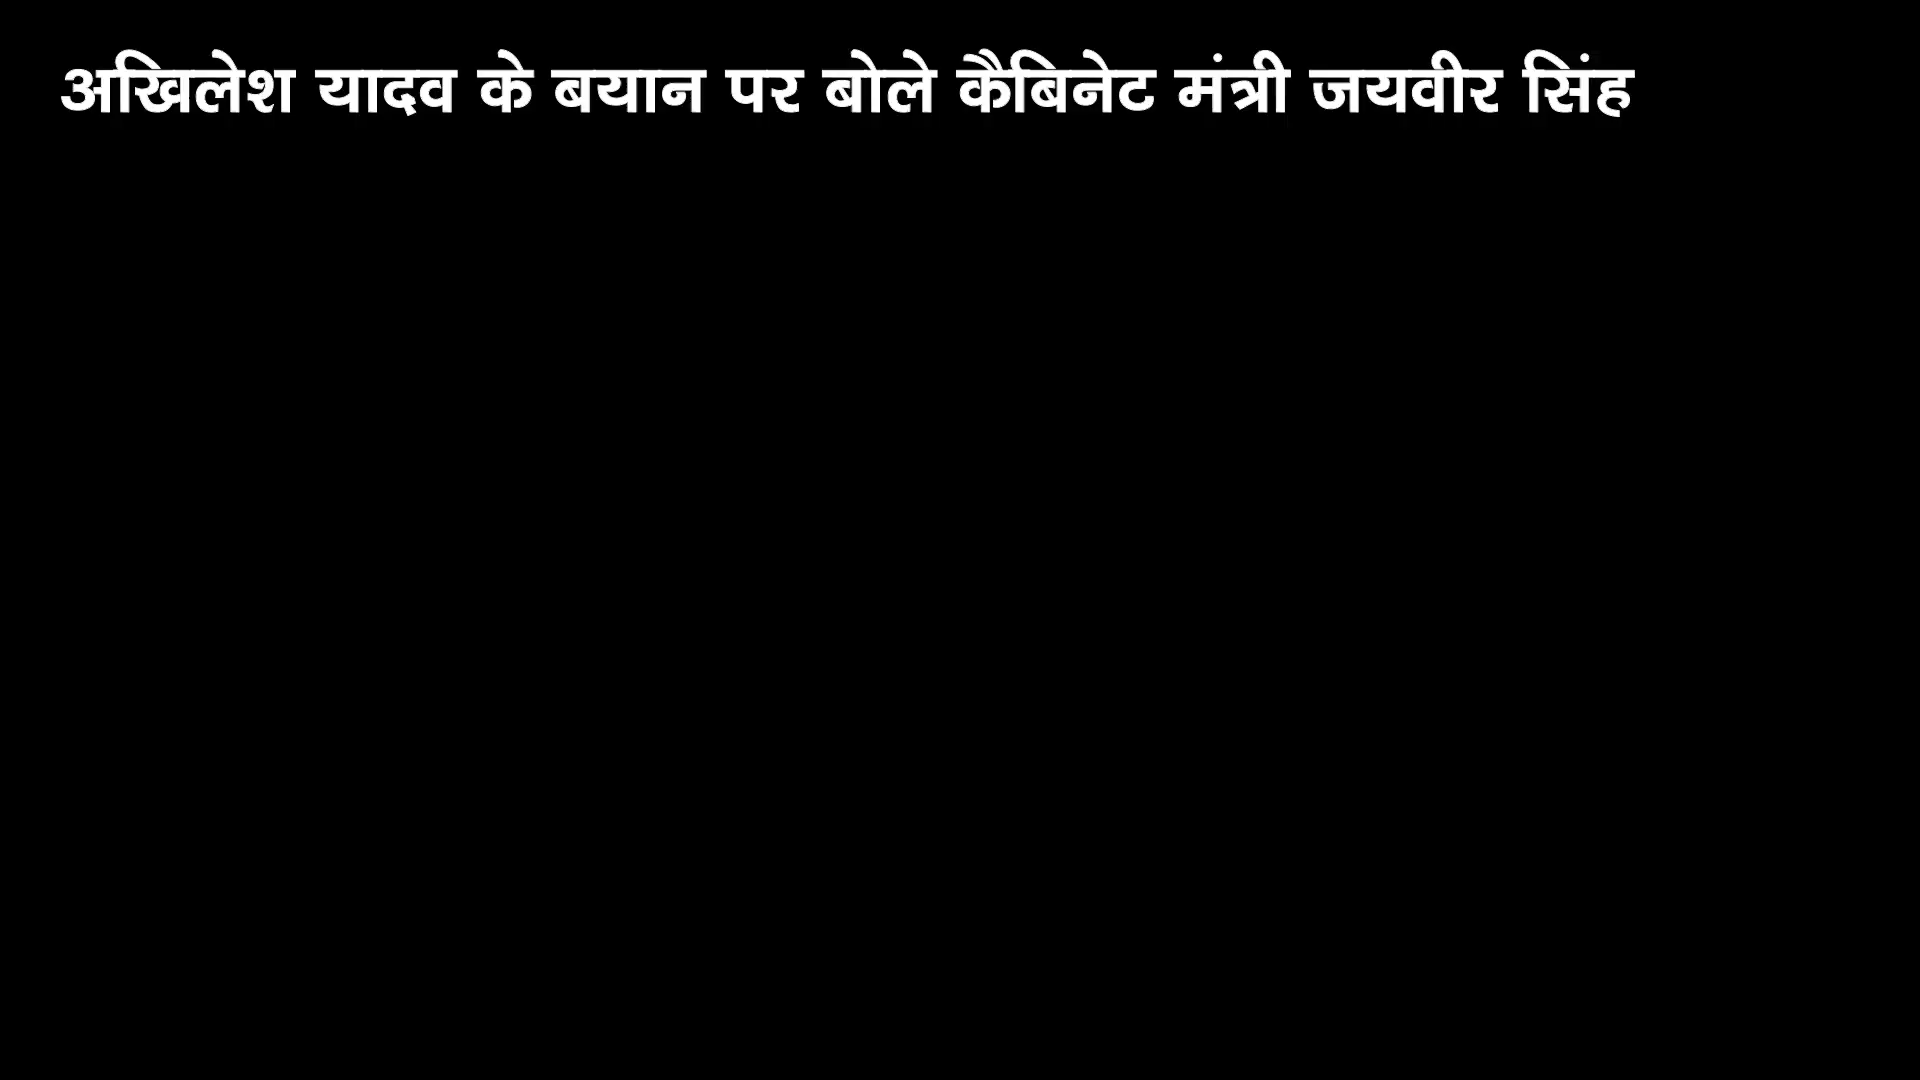 अखिलेश यादव के बयान पर बोले कैबिनेट मंत्री जयवीर सिंह